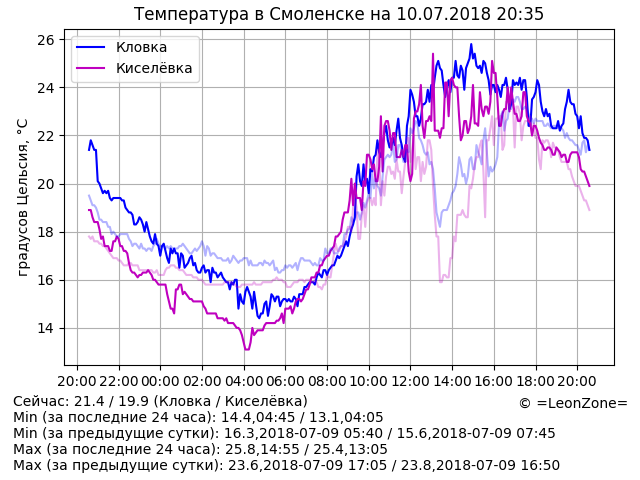 Температура в Смоленске на 10.07.2018 20:35
Кловка
Киселёвка
градусов Цельсия, °C
26
24
22
20
18
16
14
20:00 22:00 00:00 02:00 04:00 06:00 08:00 10:00 12:00 14:00 16:00 18:00 20:00
Сейчас: 21.4 / 19.9 (Кловка / Киселёвка)
© =LeonZone=
Min (за последние 24 часа): 14.4,04:45 / 13.1,04:05
Min (за предыдущие сутки): 16.3,2018-07-09 05:40 / 15.6,2018-07-09 07:45
Max (за последние 24 часа): 25.8,14:55 / 25.4,13:05
Max (за предыдущие сутки): 23.6,2018-07-09 17:05 / 23.8,2018-07-09 16:50